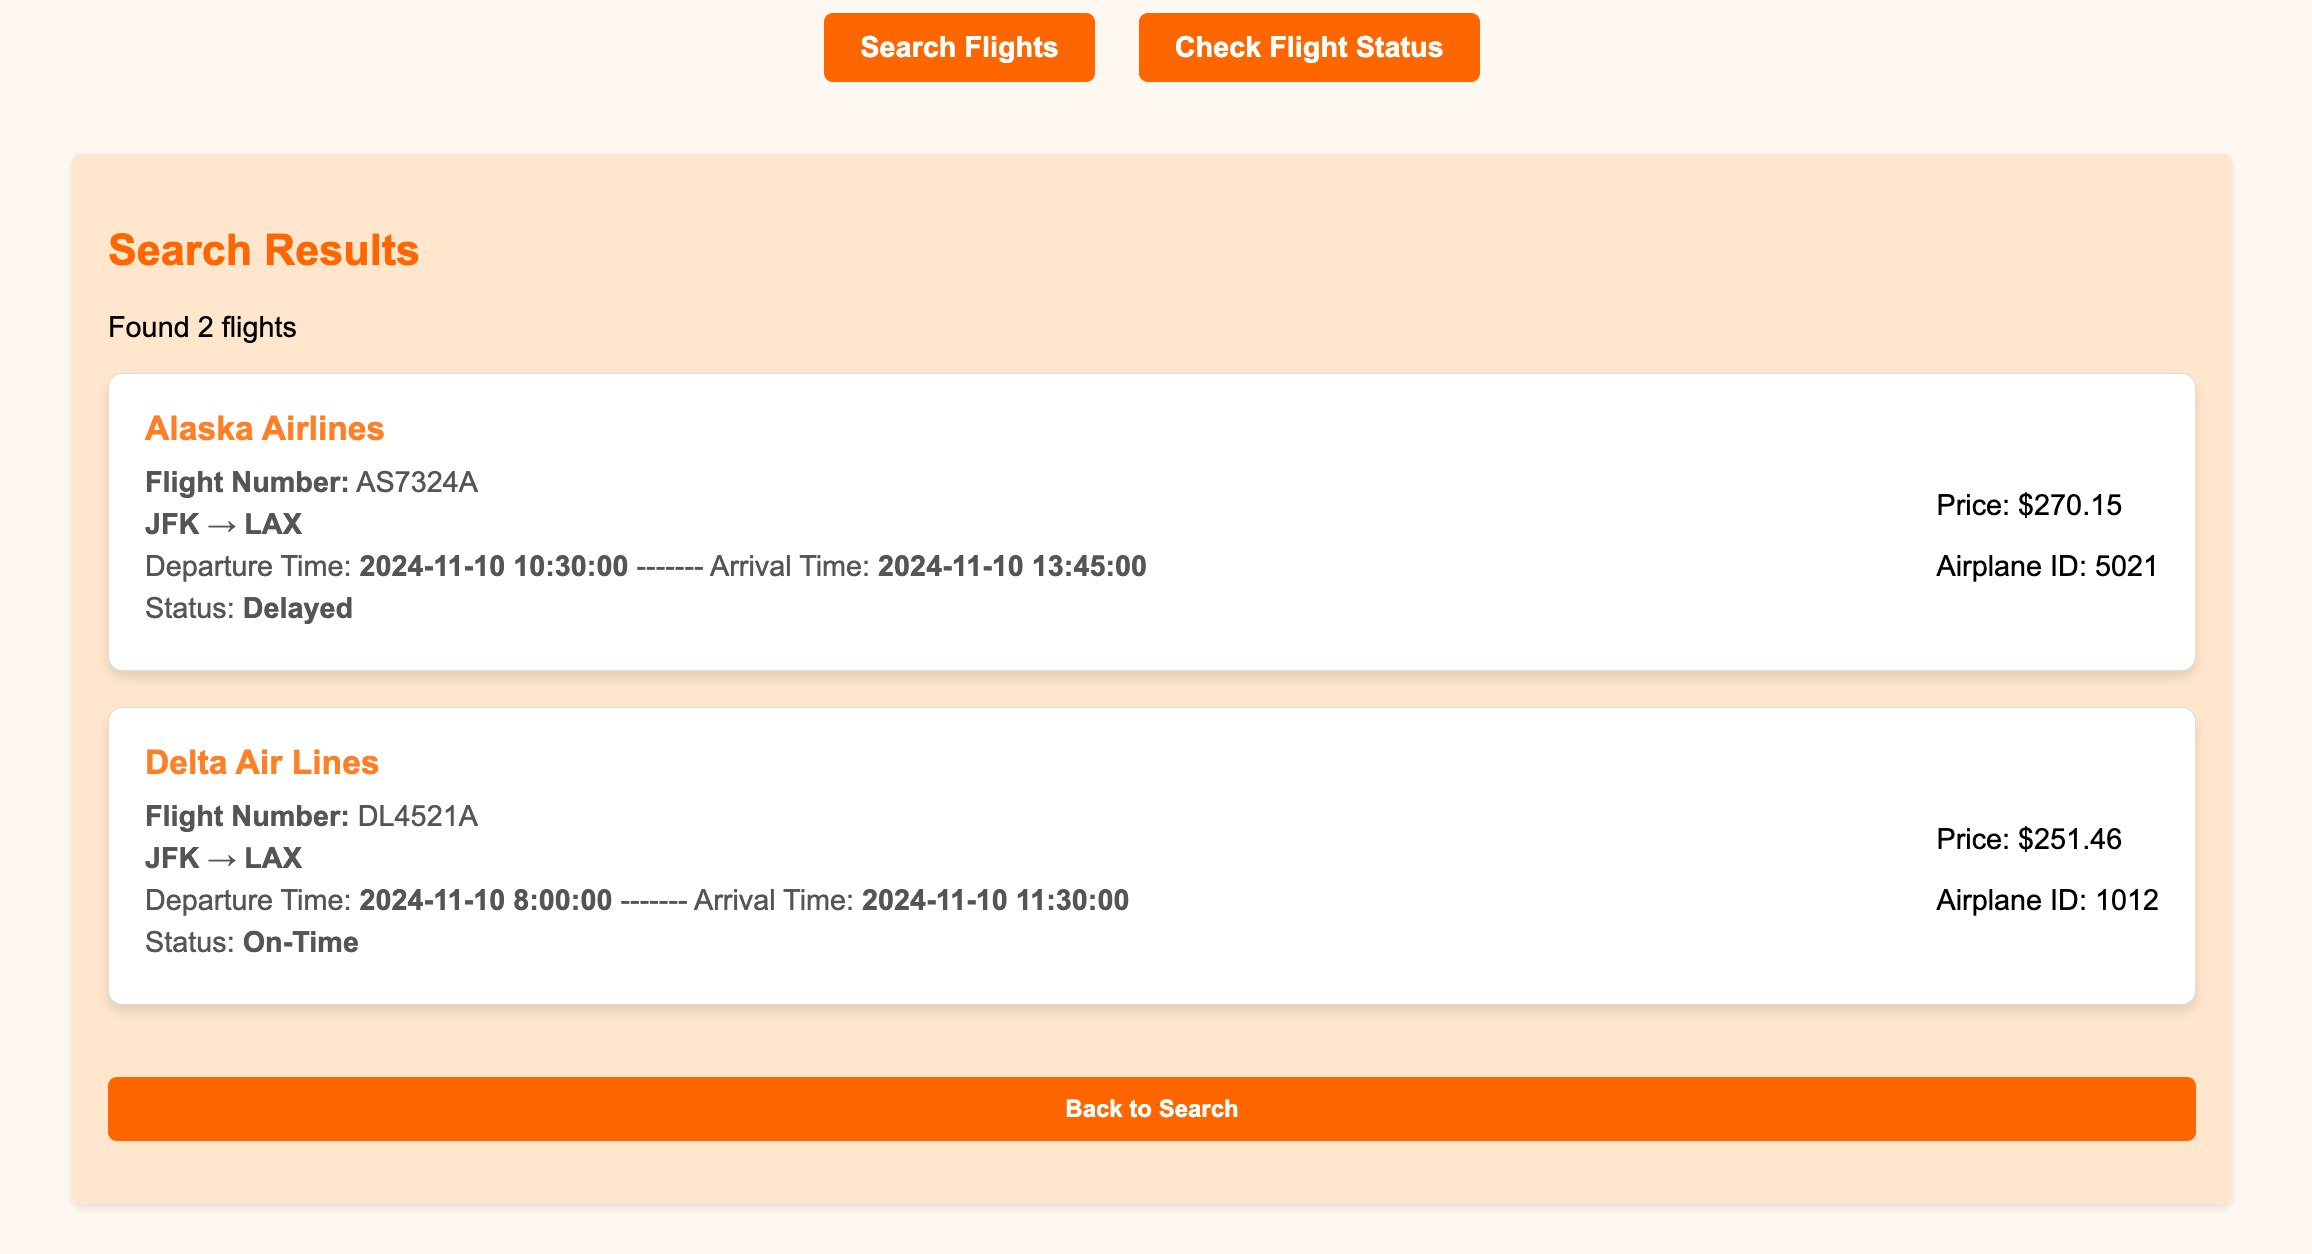 Search Flights
Check Flight Status
Search Results
Found 2 flights
Alaska Airlines
Flight Number: AS7324A
JFK → LAX
Departure Time: 2024-11-10 10:30:00 ------- Arrival Time: 2024-11-10 13:45:00
Status: Delayed
Price: $270.15
Airplane ID: 5021
Delta Air Lines
Flight Number: DL4521A
JFK → LAX
Departure Time: 2024-11-10 8:00:00 ------- Arrival Time: 2024-11-10 11:30:00
Status: On-Time
Price: $251.46
Airplane ID: 1012
Back to Search